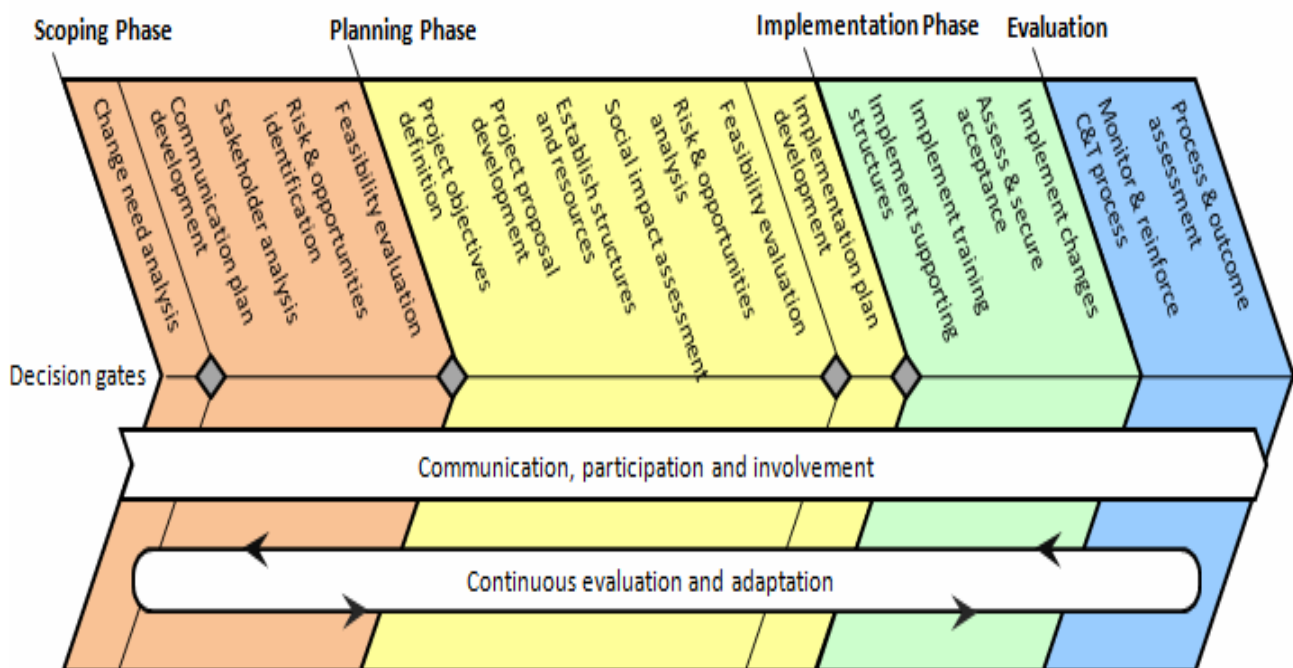 Scoping Phase
Planning Phase
Implementation Phase
Evaluation
Change need analysis
Communication plan
development
Stakeholder analysis
Risk & opportunities
identification
Feasibility evaluation
Project objectives
definition
Project proposal
development
Establish structures
and resources
Social impact assessment
Risk & opportunities
analysis
Feasibility evaluation
Implementation plan
development
Implement supporting
structures
Implement training
Assess & secure
acceptance
Implement changes
Monitor & reinforce
C&T process
Process & outcome
assessment
Decision gates
Communication, participation and involvement
Continuous evaluation and adaptation